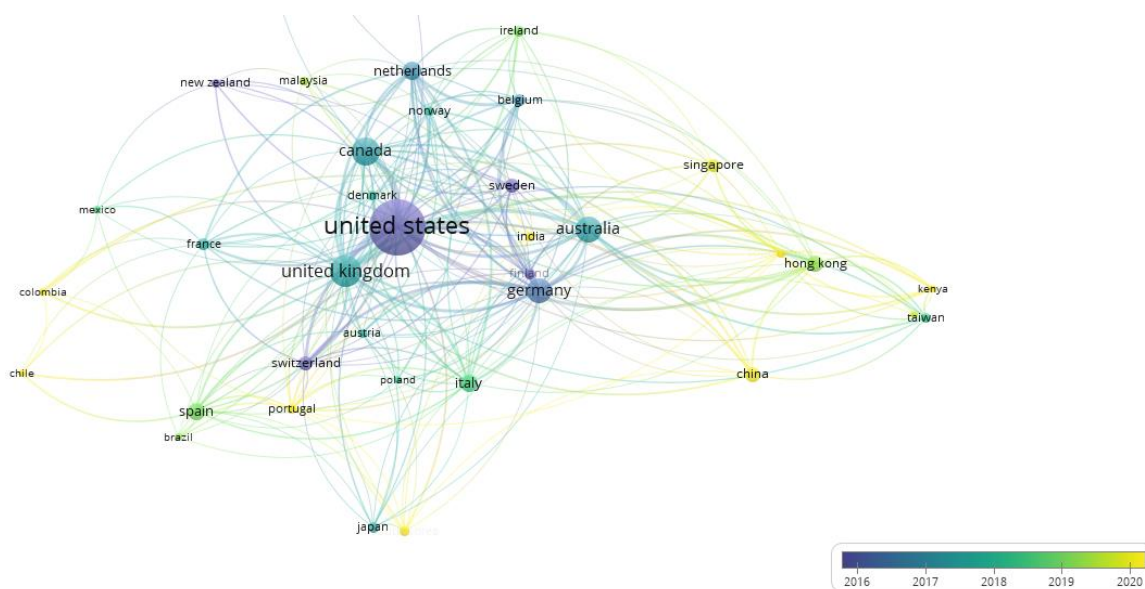 ireland
netherlands
malaysia
new zealand
belgium
norway
canada
singapore
sweden
denmark
mexico
united states
australia
india
france
hong kong
united kingdom
finland
germany
kenya
colombia
taiwan
austria
switzerland
chile
china
poland
italy
portugal
spain
brazil
japan
2016 2017 2018 2019 2020